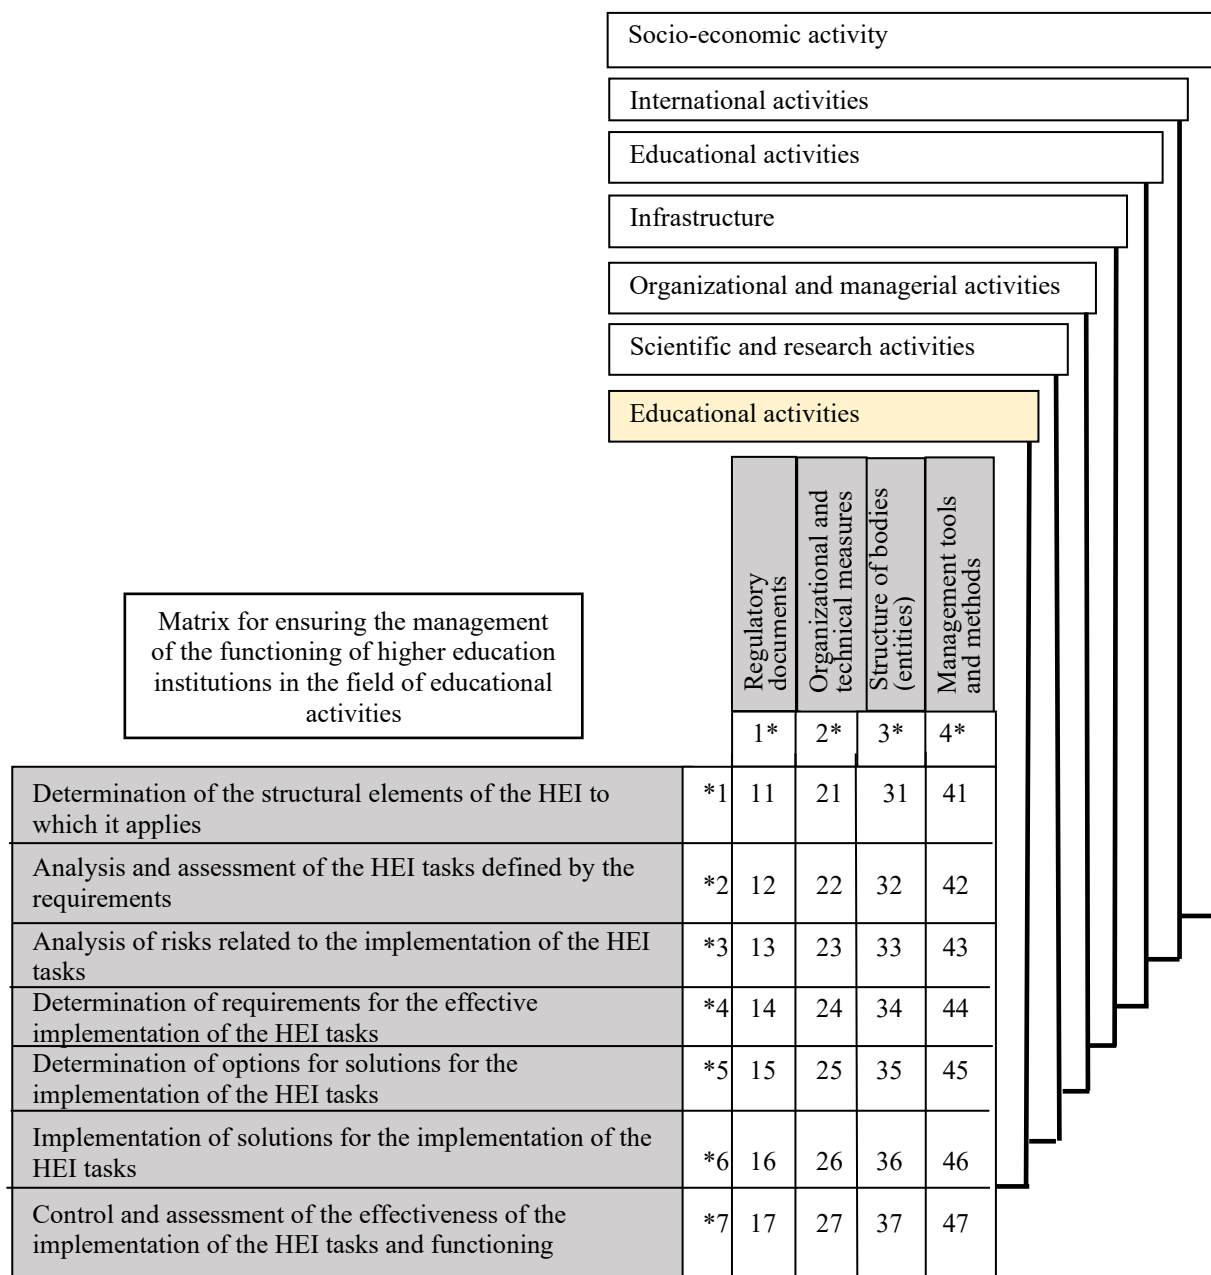 Socio-economic activity
International activities
Educational activities
Infrastructure
Organizational and managerial activities
Scientific and research activities
Educational activities
Regulatory
documents
Organizational and
technical measures
Structure of bodies
(entities)
Management tools
and methods
Matrix for ensuring the management
of the functioning of higher education
institutions in the field of educational
activities
1* 2* 3* 4*
Determination of the structural elements of the HEI to
which it applies
*1 11 21 31 41
Analysis and assessment of the HEI tasks defined by the
requirements
*2 12 22 32 42
Analysis of risks related to the implementation of the HEI
tasks
*3 13 23 33 43
Determination of requirements for the effective
implementation of the HEI tasks
*4 14 24 34 44
Determination of options for solutions for the
implementation of the HEI tasks
*5 15 25 35 45
Implementation of solutions for the implementation of the
HEI tasks
*6 16 26 36 46
Control and assessment of the effectiveness of the
implementation of the HEI tasks and functioning
*7 17 27 37 47